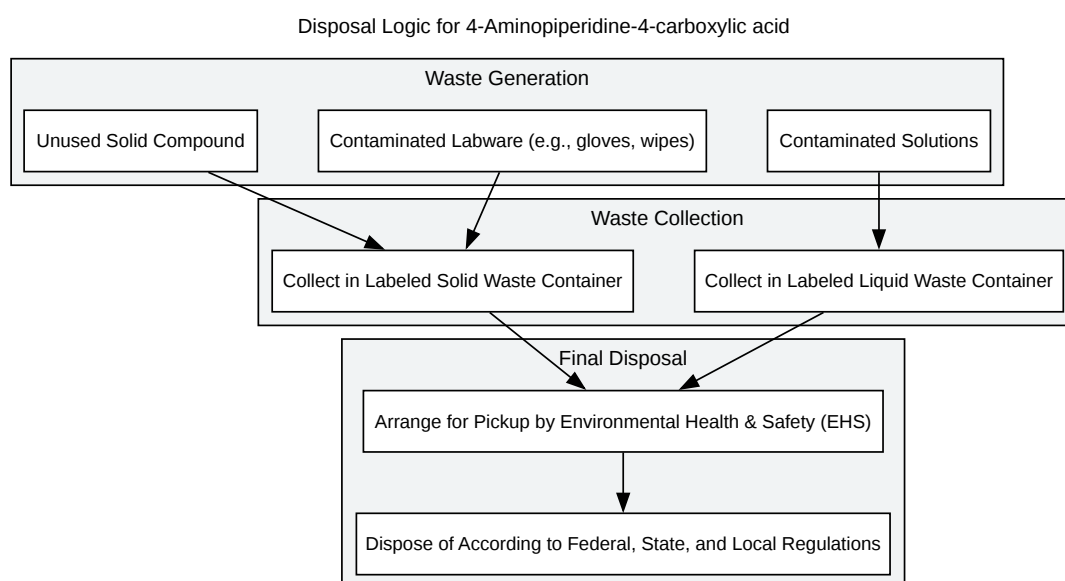 Disposal Logic for 4-Aminopiperidine-4-carboxylic acid
Waste Generation
Unused Solid Compound
Contaminated Labware (e.g., gloves, wipes)
Contaminated Solutions
Waste Collection
Collect in Labeled Solid Waste Container
Collect in Labeled Liquid Waste Container
Final Disposal
Arrange for Pickup by Environmental Health & Safety (EHS)
Dispose of According to Federal, State, and Local Regulations